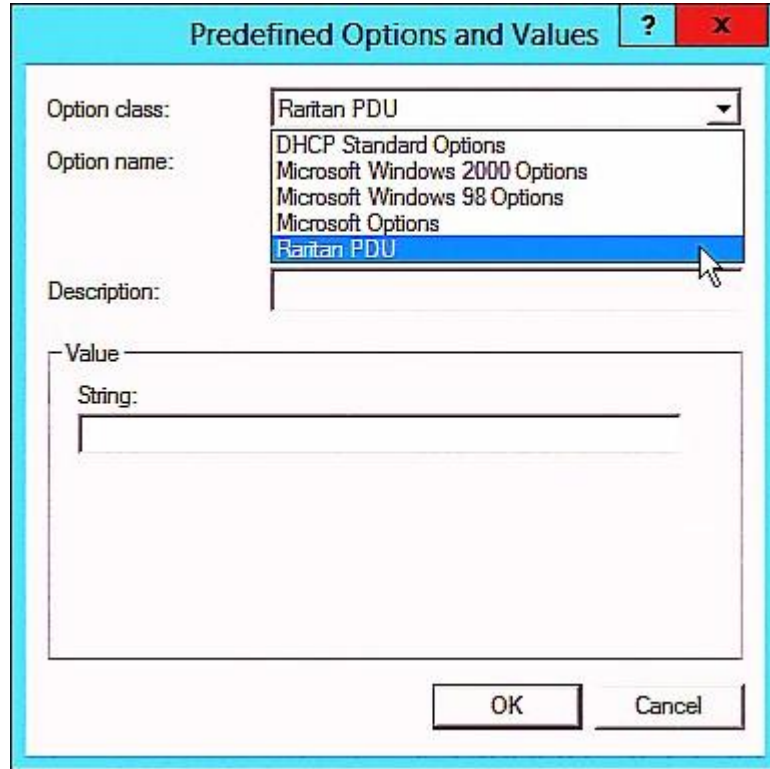 Predefined Options and Values ? x
Option class: Raritan PDU
DHCP Standard Options
Option name:
Microsoft Windows 2000 Options
Microsoft Windows 98 Options
Microsoft Options
Raritan PDU
Description:
Value
String:
OK Cancel